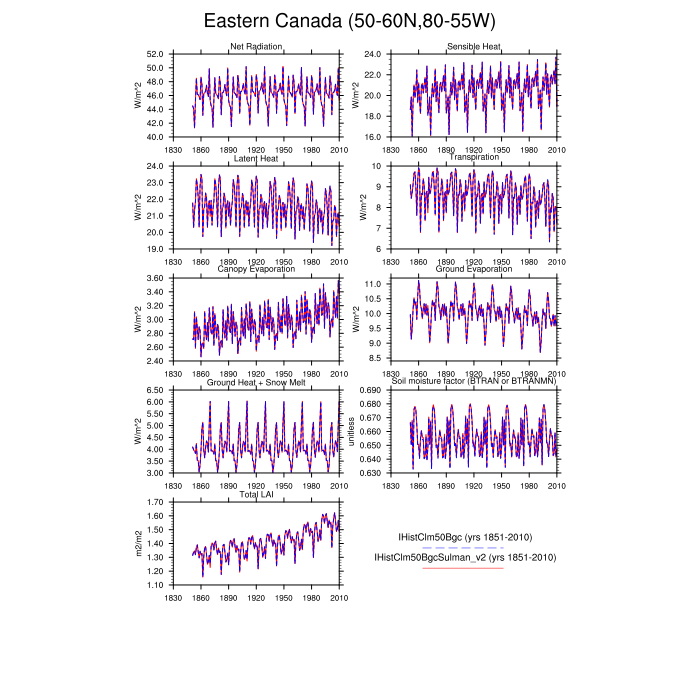 Eastern Canada (50-60N,80-55W)
Net Radiation
W/m^2
52.0
50.0
48.0
46.0
44.0
42.0
40.0
1830 1860 1890 1920 1950 1980 2010
Sensible Heat
W/m^2
24.0
22.0
20.0
18.0
16.0
1830 1860 1890 1920 1950 1980 2010
Latent Heat
W/m^2
24.0
23.0
22.0
21.0
20.0
19.0
1830 1860 1890 1920 1950 1980 2010
Transpiration
W/m^2
10
9
8
7
6
1830 1860 1890 1920 1950 1980 2010
Canopy Evaporation
W/m^2
3.60
3.40
3.20
3.00
2.80
2.60
2.40
1830 1860 1890 1920 1950 1980 2010
Ground Evaporation
W/m^2
11.0
10.5
10.0
9.5
9.0
8.5
1830 1860 1890 1920 1950 1980 2010
Ground Heat + Snow Melt
W/m^2
6.50
6.00
5.50
5.00
4.50
4.00
3.50
3.00
1830 1860 1890 1920 1950 1980 2010
Soil moisture factor (BTRAN or BTRANMN)
unitless
0.690
0.680
0.670
0.660
0.650
0.640
0.630
1830 1860 1890 1920 1950 1980 2010
Total LAI
m2/m2
1.70
1.60
1.50
1.40
1.30
1.20
1.10
1830 1860 1890 1920 1950 1980 2010
IHistClm50Bgc (yrs 1851-2010)
IHistClm50BgcSulman_v2 (yrs 1851-2010)